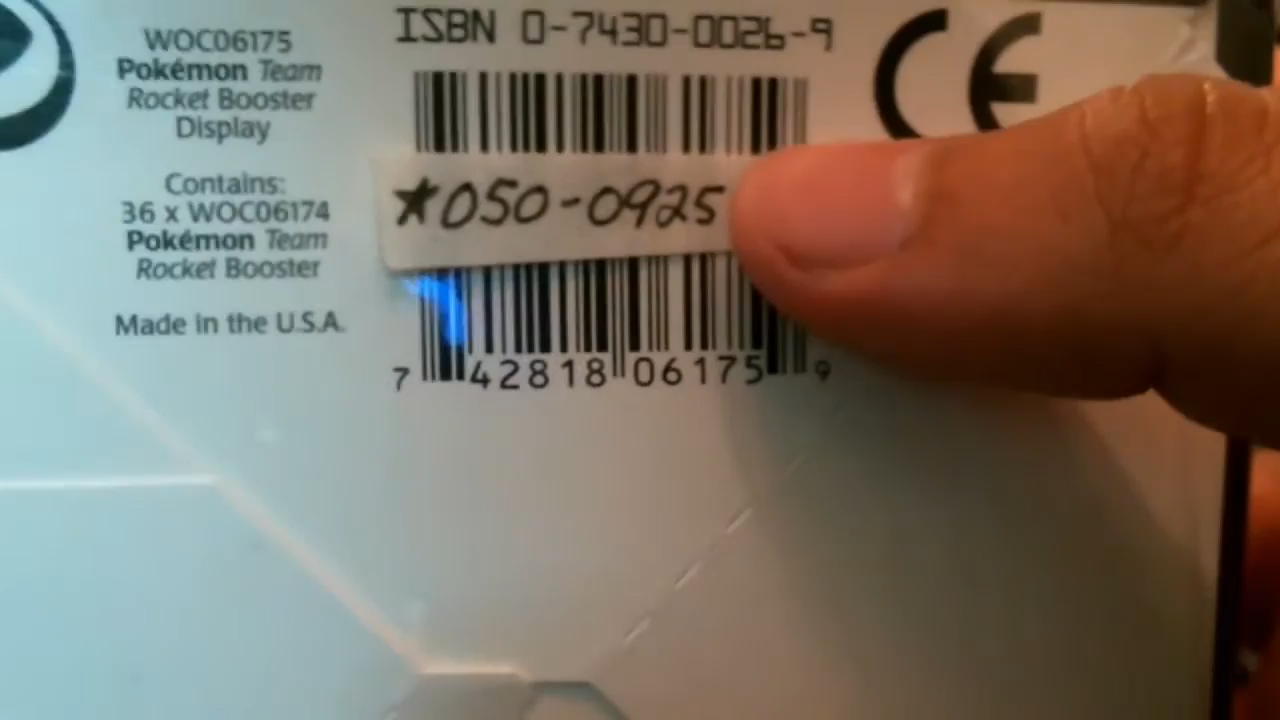 WOC06175
Pokémon Team
Rocket Booster
Display
Contains:
36 x WOC06174
Pokémon Team
Rocket Booster
Made in the U.S.A.
ISBN 0-7430-0026-9
★050-0925
7 42818 06175 9
CE